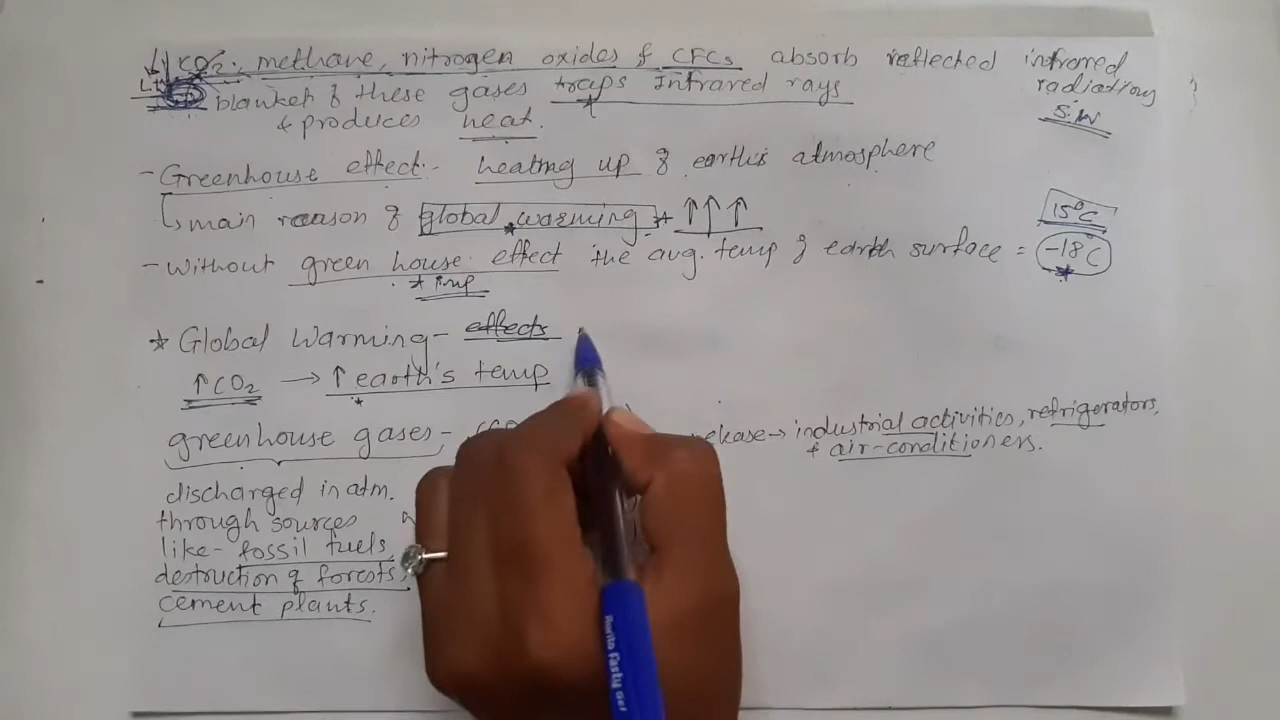 CO2, methane, nitrogen oxides & CFCs absorb reflected infrared radiations
blanket of these gases traps Infrared rays
S.W
& produces heat.
- Greenhouse effect:- heating up of earth's atmosphere
main reason of global warming ↑↑↑
15°C
- Without green house effect the avg. temp of earth surface = -18°C
* imp
* Global Warming - effects
↑CO2 → ↑ earth's temp
greenhouse gases -
→ industrial activities, refrigerators,
& air-conditioners.
discharged in atm.
through sources
like - fossil fuels,
destruction of forests,
cement plants.